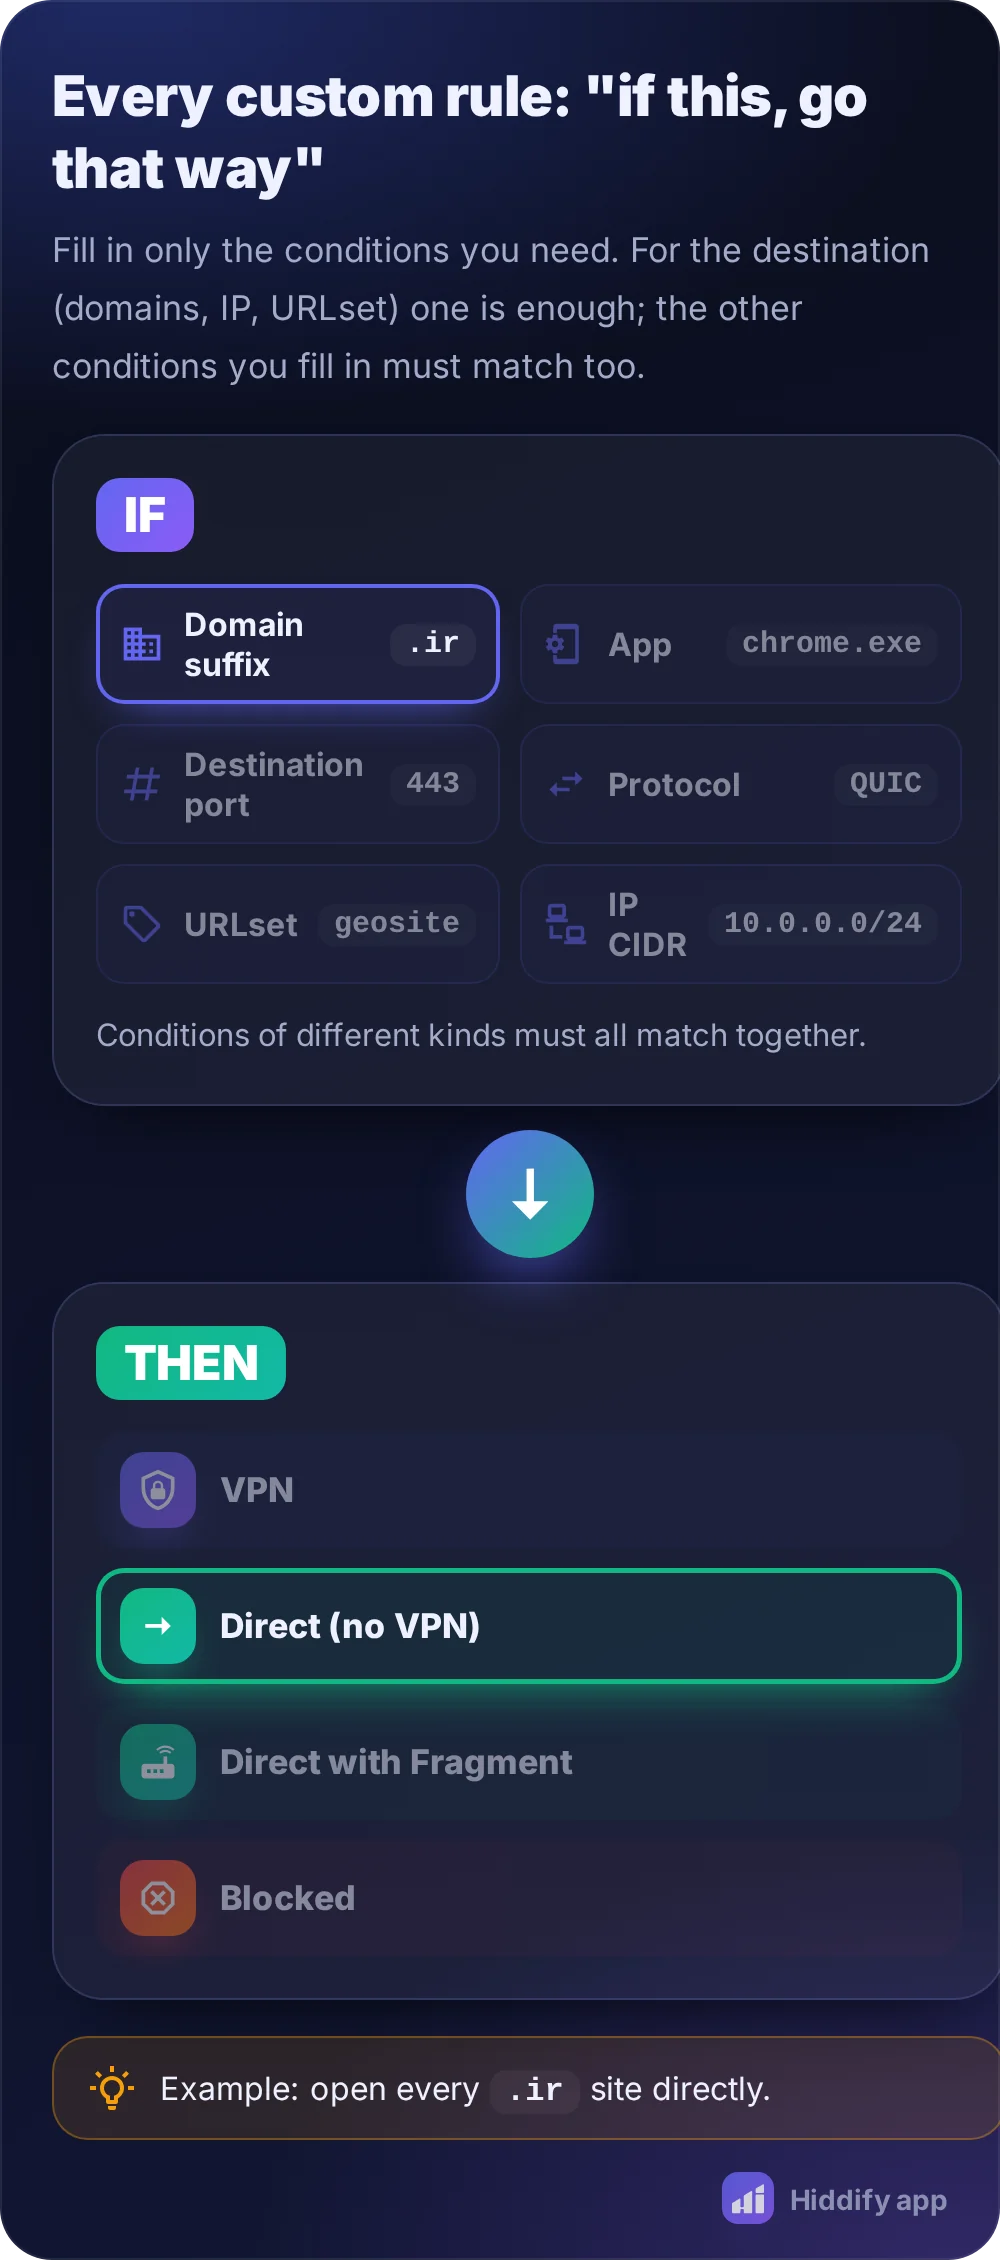 Every custom rule: "if this, go
that way"
Fill in only the conditions you need. For the destination
(domains, IP, URLset) one is enough; the other
conditions you fill in must match too.
IF
Domain
suffix
.ir
App
chrome.exe
Destination
port
443
Protocol
QUIC
URLset
geosite
IP
CIDR
10.0.0.0/24
Conditions of different kinds must all match together.
THEN
VPN
Direct (no VPN)
Direct with Fragment
Blocked
Example: open every .ir site directly.
Hiddify app